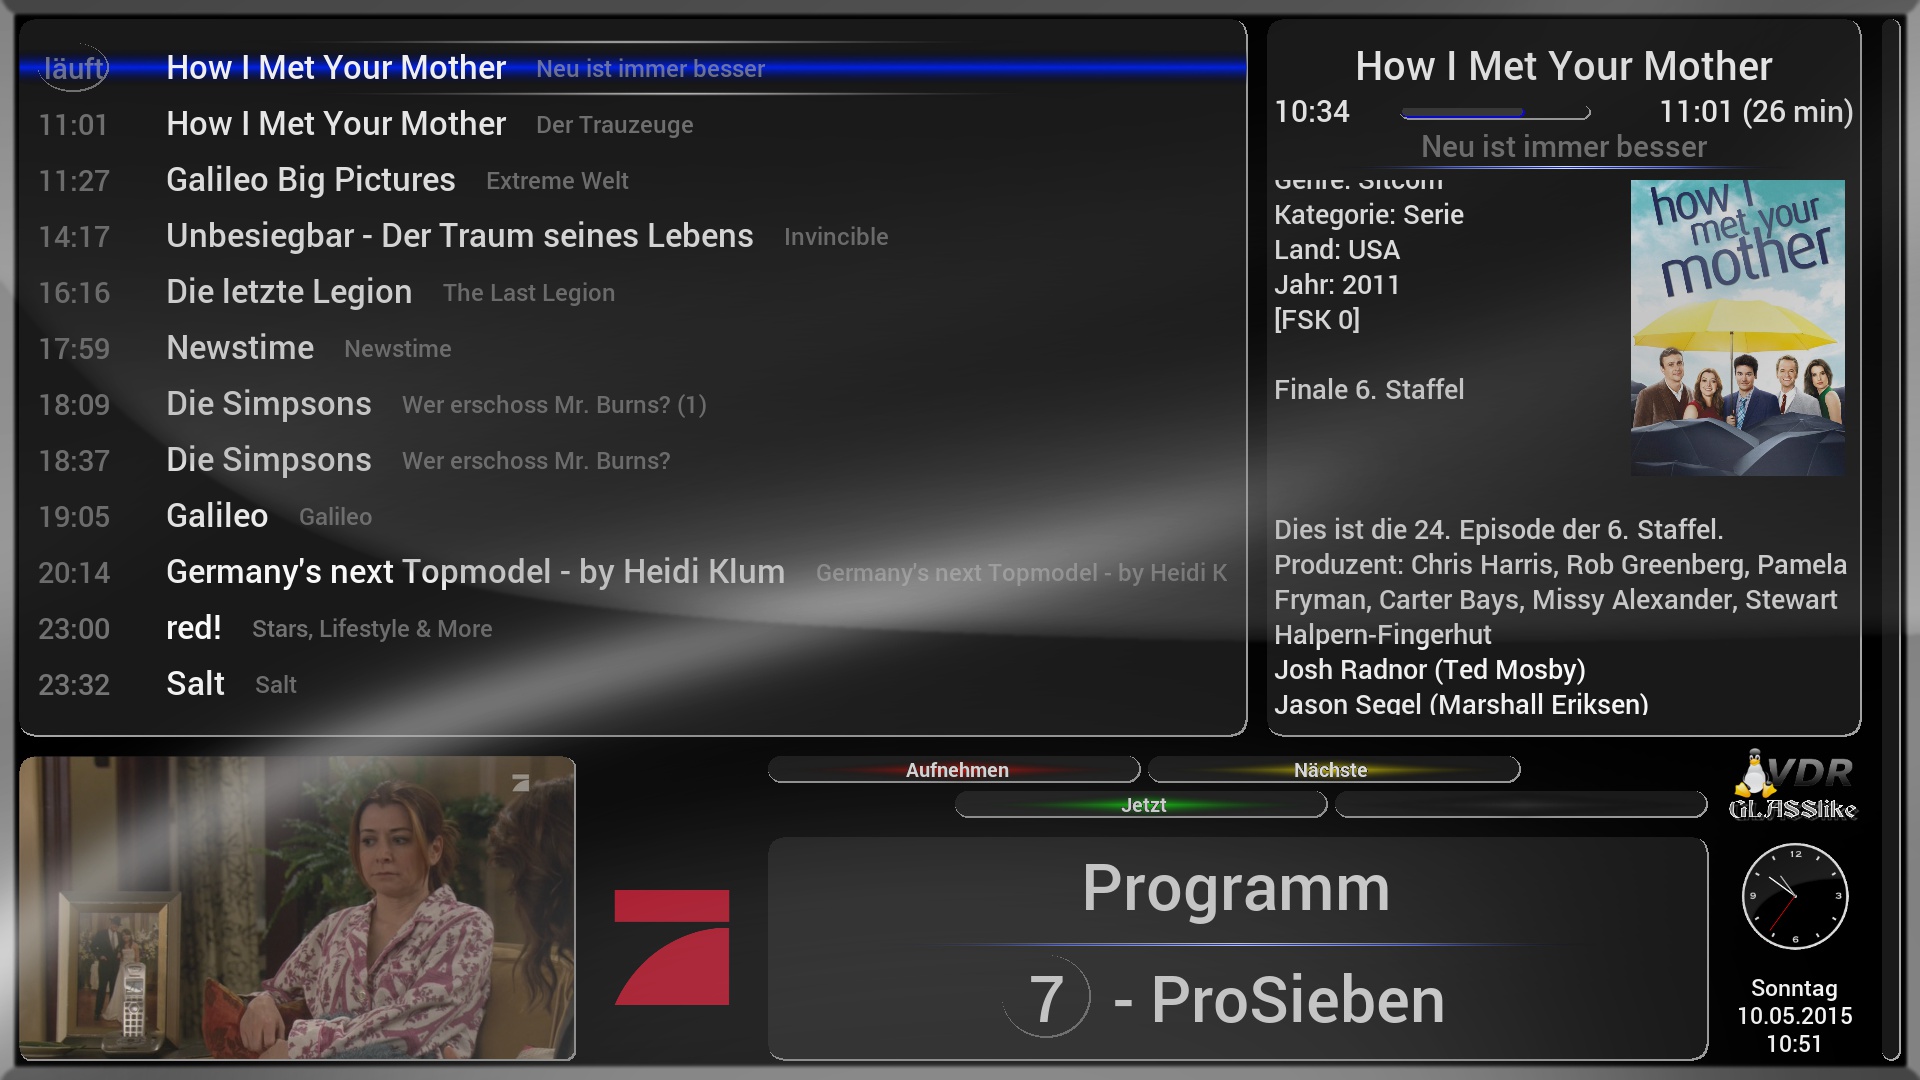 läuft How I Met Your Mother Neu ist immer besser
11:01 How I Met Your Mother Der Trauzeuge
11:27 Galileo Big Pictures Extreme Welt
14:17 Unbesiegbar - Der Traum seines Lebens Invincible
16:16 Die letzte Legion The Last Legion
17:59 Newstime Newstime
18:09 Die Simpsons Wer erschoss Mr. Burns? (1)
18:37 Die Simpsons Wer erschoss Mr. Burns?
19:05 Galileo Galileo
20:14 Germany's next Topmodel - by Heidi Klum Germany's next Topmodel - by Heidi K
23:00 red! Stars, Lifestyle & More
23:32 Salt Salt
How I Met Your Mother
10:34 11:01 (26 min)
Neu ist immer besser
Genre: Sitcom
Kategorie: Serie
Land: USA
Jahr: 2011
[FSK 0]
Finale 6. Staffel
how I
met your
mother
Dies ist die 24. Episode der 6. Staffel.
Produzent: Chris Harris, Rob Greenberg, Pamela
Fryman, Carter Bays, Missy Alexander, Stewart
Halpern-Fingerhut
Josh Radnor (Ted Mosby)
Jason Segel (Marshall Eriksen)
Aufnehmen Nächste
Jetzt
VDR
GLASSlike
Programm
7 - ProSieben
12
9 3
6
Sonntag
10.05.2015
10:51